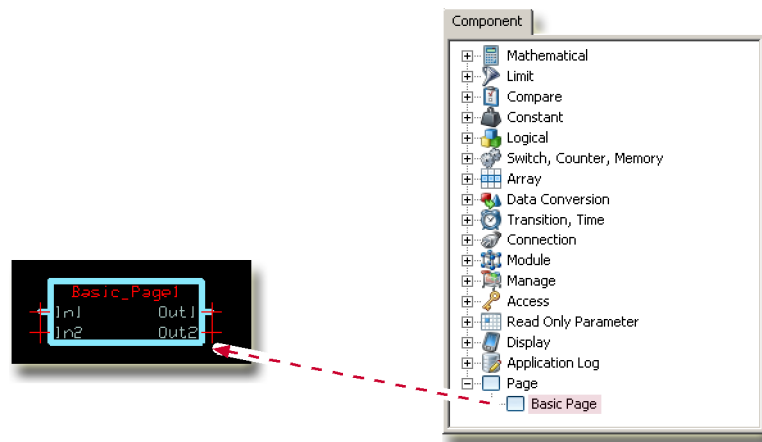 Component
Mathematical
Limit
Compare
Constant
Logical
Switch, Counter, Memory
Array
Data Conversion
Transition, Time
Connection
Module
Manage
Access
Read Only Parameter
Display
Application Log
Page
Basic Page
Basic_Page1
In1 Out1
In2 Out2